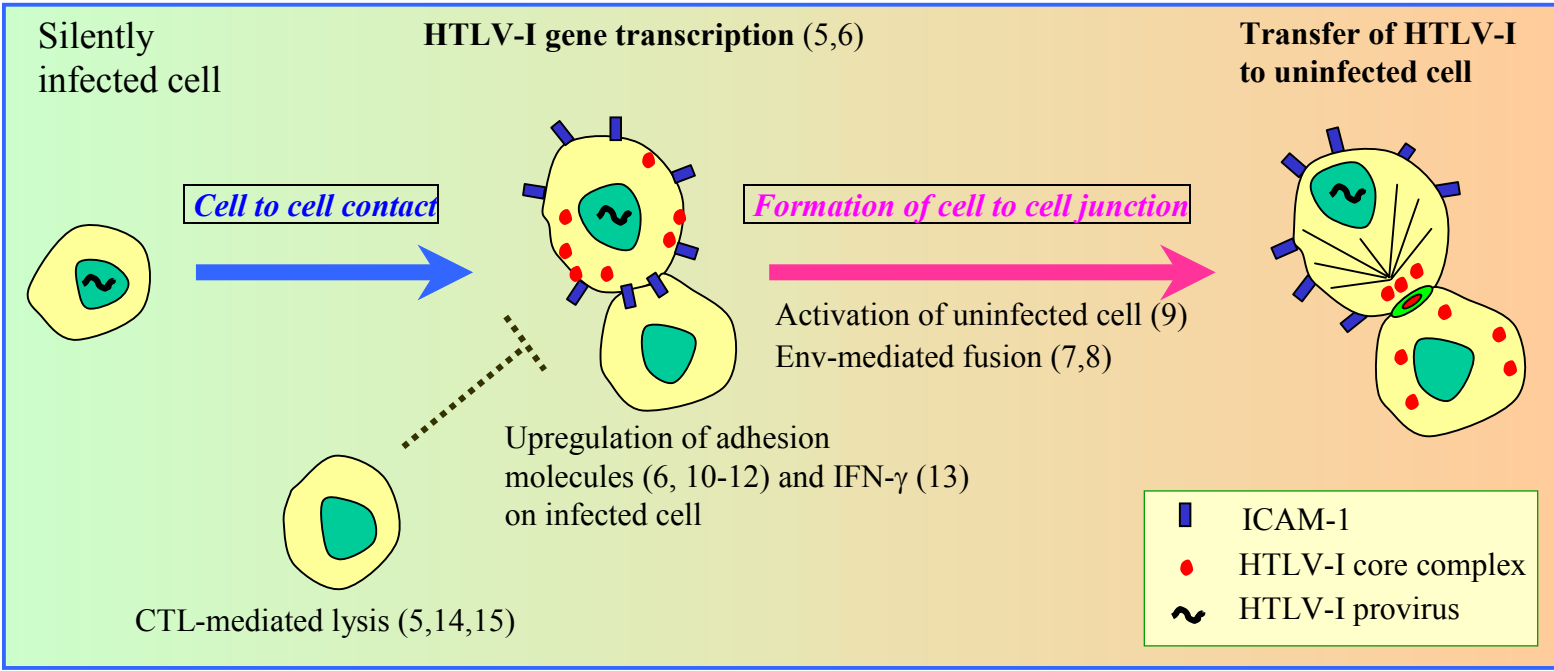 Silently
infected cell
HTLV-I gene transcription (5,6)
Transfer of HTLV-I
to uninfected cell
Cell to cell contact
Formation of cell to cell junction
Activation of uninfected cell (9)
Env-mediated fusion (7,8)
Upregulation of adhesion
molecules (6, 10-12) and IFN-γ (13)
on infected cell
CTL-mediated lysis (5,14,15)
ICAM-1
HTLV-I core complex
HTLV-I provirus